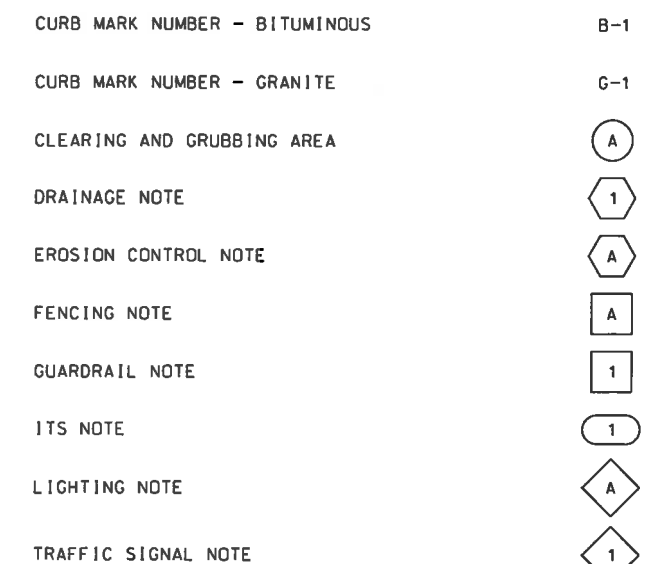 CURB MARK NUMBER - BITUMINOUS B-1
CURB MARK NUMBER - GRANITE G-1
CLEARING AND GRUBBING AREA A
DRAINAGE NOTE 1
EROSION CONTROL NOTE A
FENCING NOTE A
GUARDRAIL NOTE 1
ITS NOTE 1
LIGHTING NOTE A
TRAFFIC SIGNAL NOTE 1